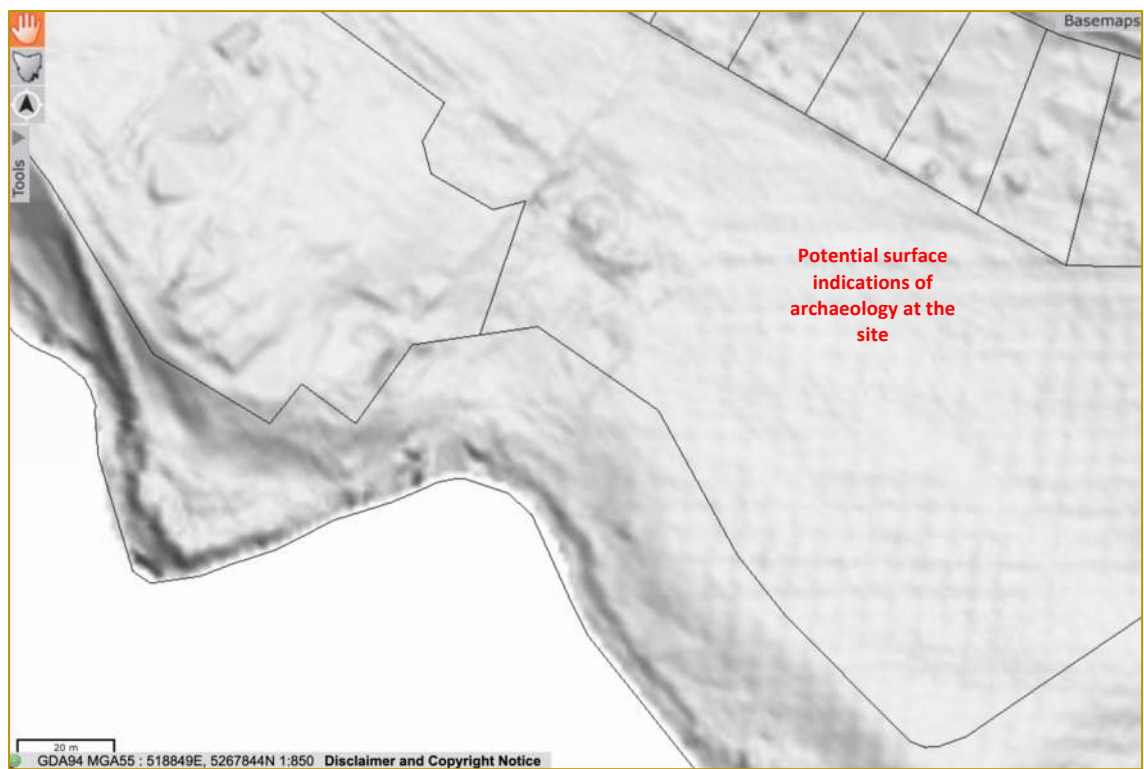 Basemaps
Tools
Potential surface
indications of
archaeology at the
site
20 m
GDA94 MGA55 : 518849E, 5267844N 1:850 Disclaimer and Copyright Notice